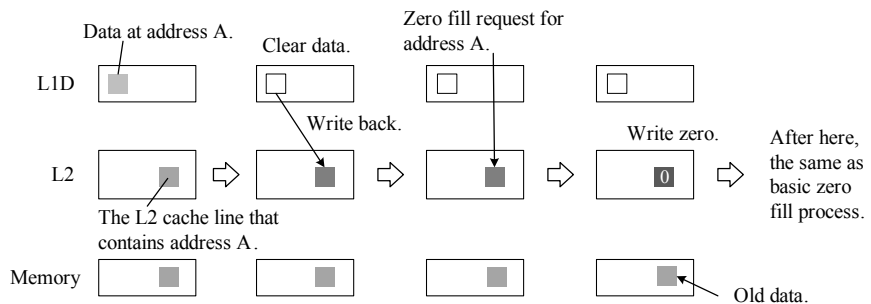 Data at address A.
Clear data.
Zero fill request for
address A.
L1D
Write back.
Write zero.
L2
0
After here,
the same as
basic zero
fill process.
The L2 cache line that
contains address A.
Memory
Old data.